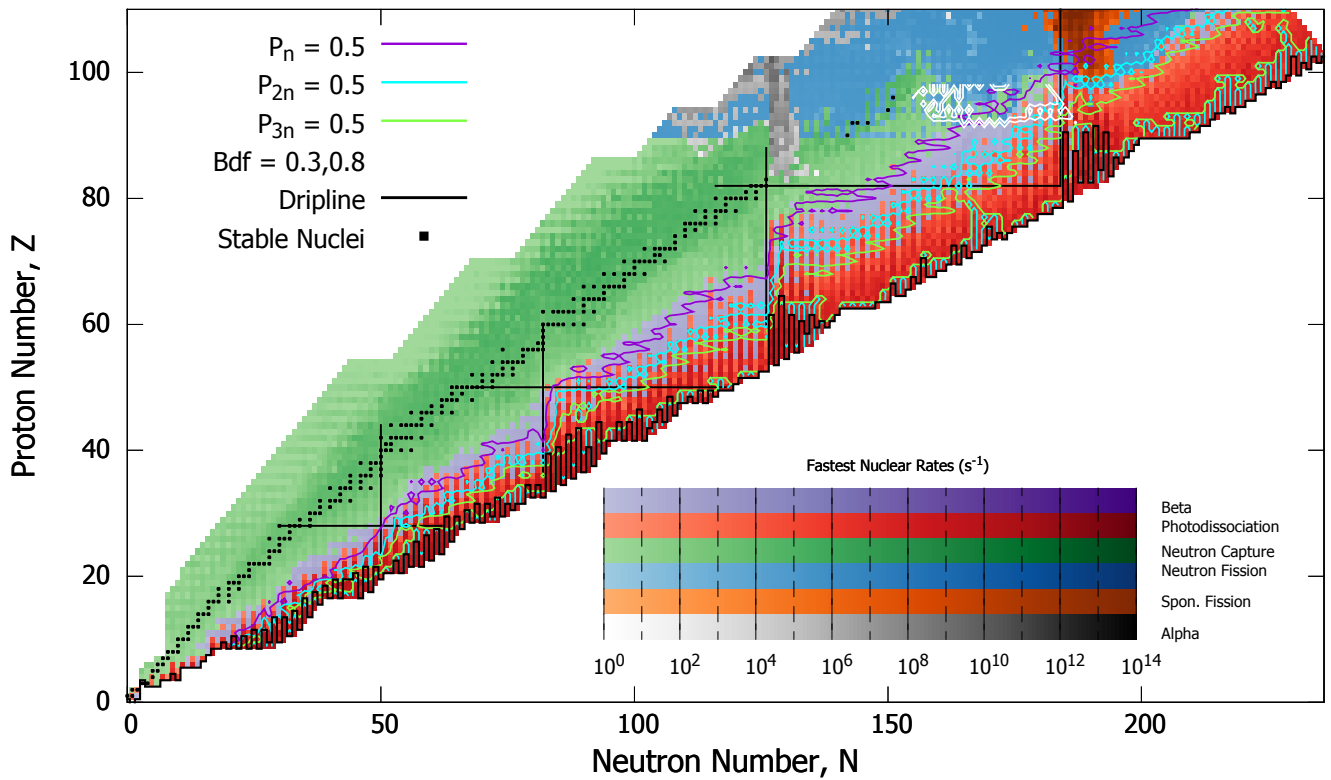 P_n = 0.5
P_2n = 0.5
P_3n = 0.5
Bdf = 0.3,0.8
Dripline
Stable Nuclei
Proton Number, Z
100
80
60
40
20
0
0
50
100
150
200
Neutron Number, N
Fastest Nuclear Rates (s^-1)
Beta
Photodissociation
Neutron Capture
Neutron Fission
Spon. Fission
Alpha
10^0 10^2 10^4 10^6 10^8 10^10 10^12 10^14